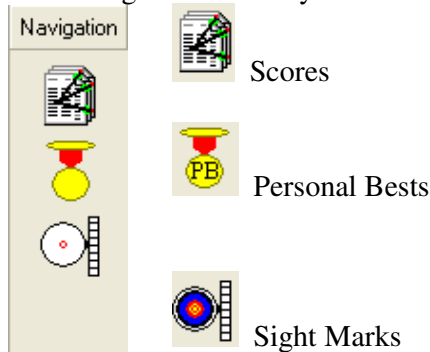 Navigation
Scores
PB
Personal Bests
Sight Marks